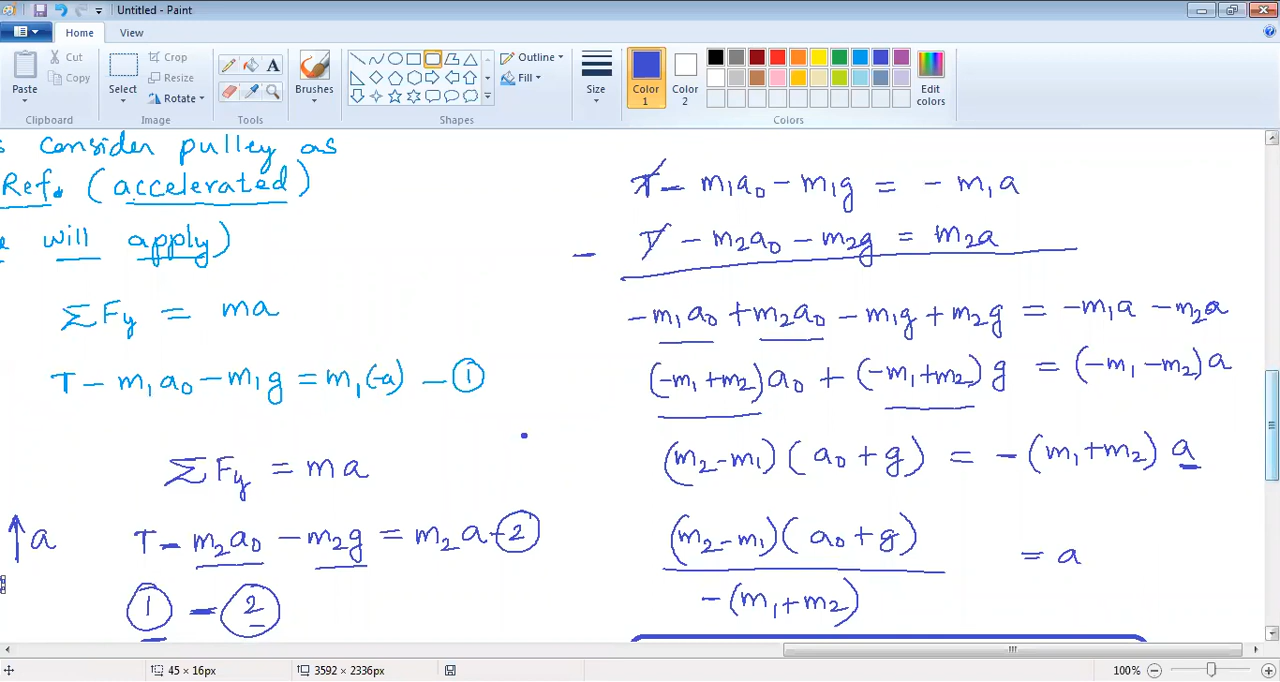 Untitled - Paint
Home View
Paste
Cut
Copy
Clipboard
Select
Crop
Resize
Rotate
Image
Tools
Brushes
Shapes
Outline
Fill
Size
Color 1
Color 2
Edit colors
Colors
consider pulley as
Ref. (accelerated)
will apply)
ΣFy = ma
T - m₁a₀ - m₁g = m₁(-a) - ①
ΣFy = ma
↑a
T - m₂a₀ - m₂g = m₂a - ②
① - ②
T - m₁a₀ - m₁g = - m₁a
- T - m₂a₀ - m₂g = m₂a
-m₁a₀ + m₂a₀ - m₁g + m₂g = -m₁a - m₂a
(-m₁ + m₂)a₀ + (-m₁ + m₂)g = (-m₁ - m₂)a
(m₂ - m₁)(a₀ + g) = -(m₁ + m₂) a
(m₂ - m₁)(a₀ + g)
= a
-(m₁ + m₂)
45 × 16px
3592 × 2336px
100%